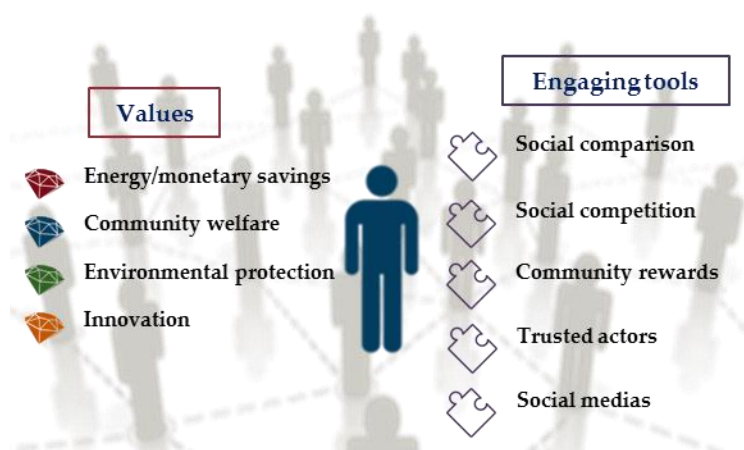 Values
Energy/monetary savings
Community welfare
Environmental protection
Innovation
Engaging tools
Social comparison
Social competition
Community rewards
Trusted actors
Social medias